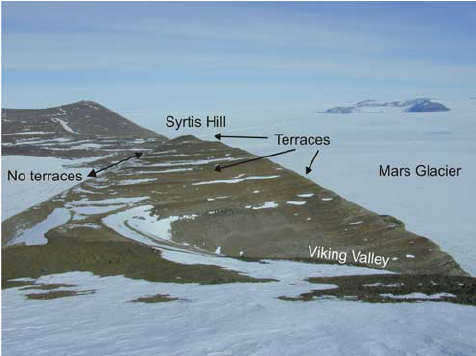 Syrtis Hill
Terraces
No terraces
Mars Glacier
Viking Valley